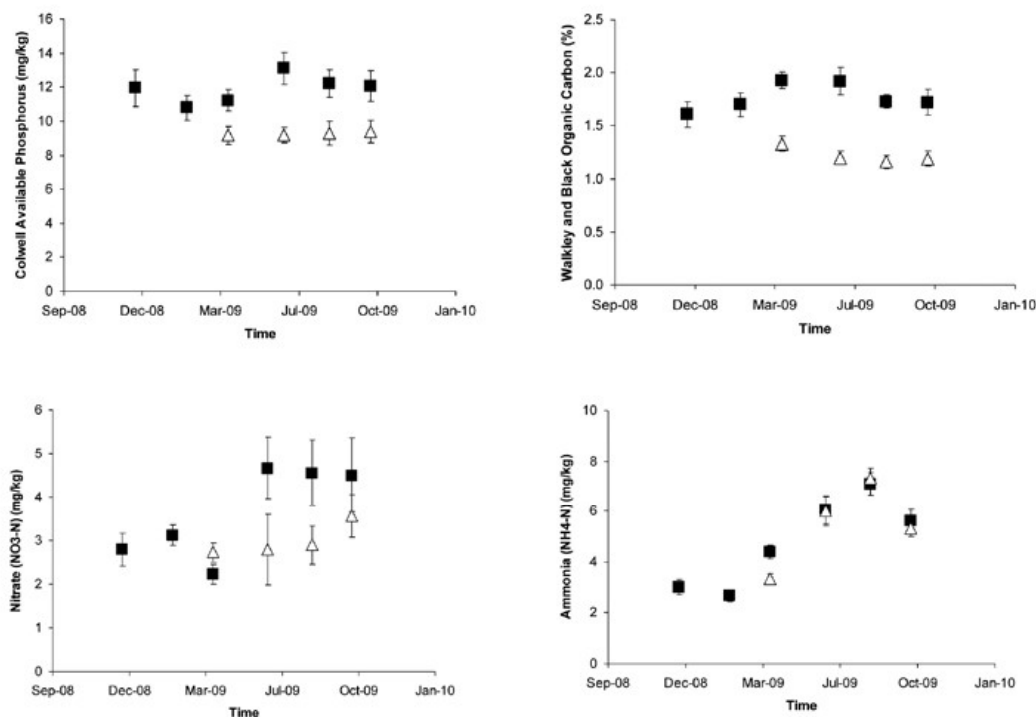 Colwell Available Phosphorus (mg/kg)
16
14
12
10
8
6
4
2
0
Sep-08 Dec-08 Mar-09 Jul-09 Oct-09 Jan-10
Time
Walkley and Black Organic Carbon (%)
2.5
2.0
1.5
1.0
0.5
0.0
Sep-08 Dec-08 Mar-09 Jul-09 Oct-09 Jan-10
Time
Nitrate (NO3-N) (mg/kg)
6
5
4
3
2
1
0
Sep-08 Dec-08 Mar-09 Jul-09 Oct-09 Jan-10
Time
Ammonia (NH4-N) (mg/kg)
10
8
6
4
2
0
Sep-08 Dec-08 Mar-09 Jul-09 Oct-09 Jan-10
Time